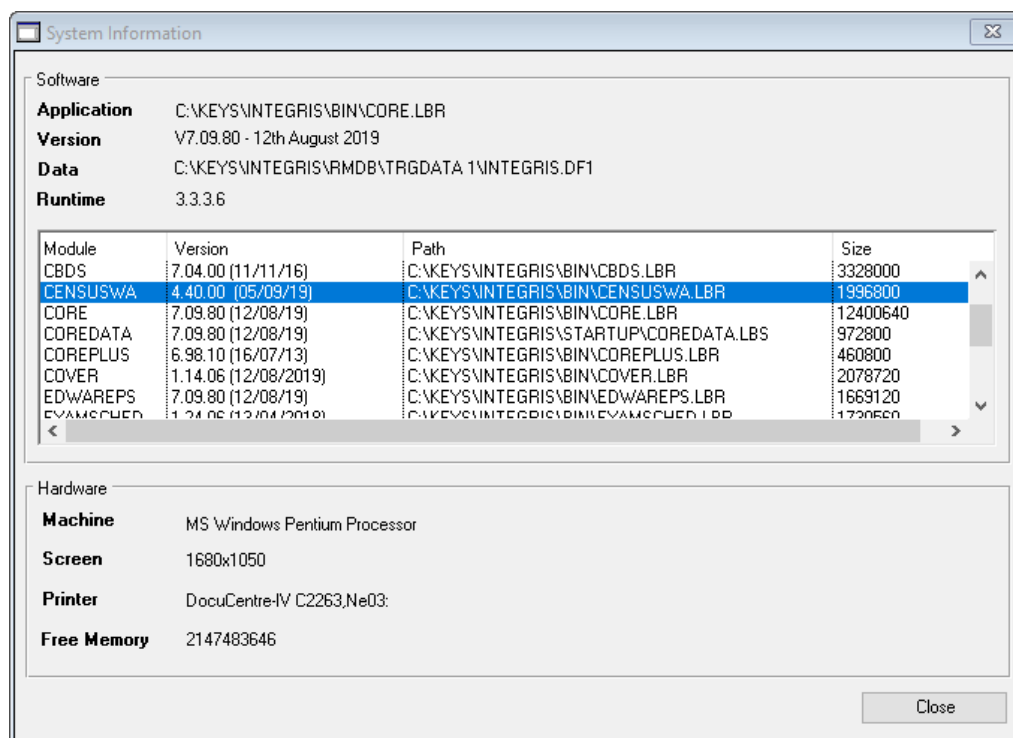 System Information
Software
Application C:\KEYS\INTEGRIS\BIN\CORE.LBR
Version V7.09.80 - 12th August 2019
Data C:\KEYS\INTEGRIS\RMDB\TRGDATA 1\INTEGRIS.DF1
Runtime 3.3.3.6
Module Version Path Size
CBDS 7.04.00 (11/11/16) C:\KEYS\INTEGRIS\BIN\CBDS.LBR 3328000
CENSUSWA 4.40.00 (05/09/19) C:\KEYS\INTEGRIS\BIN\CENSUSWA.LBR 1996800
CORE 7.09.80 (12/08/19) C:\KEYS\INTEGRIS\BIN\CORE.LBR 12400640
COREDATA 7.09.80 (12/08/19) C:\KEYS\INTEGRIS\STARTUP\COREDATA.LBS 972800
COREPLUS 6.98.10 (16/07/13) C:\KEYS\INTEGRIS\BIN\COREPLUS.LBR 460800
COVER 1.14.06 (12/08/2019) C:\KEYS\INTEGRIS\BIN\COVER.LBR 2078720
EDWAREPS 7.09.80 (12/08/19) C:\KEYS\INTEGRIS\BIN\EDWAREPS.LBR 1669120
EXAMSCHED C:\KEYS\INTEGRIS\BIN\EXAMSCHED.LBR
Hardware
Machine MS Windows Pentium Processor
Screen 1680x1050
Printer DocuCentre-IV C2263,Ne03:
Free Memory 2147483646
Close